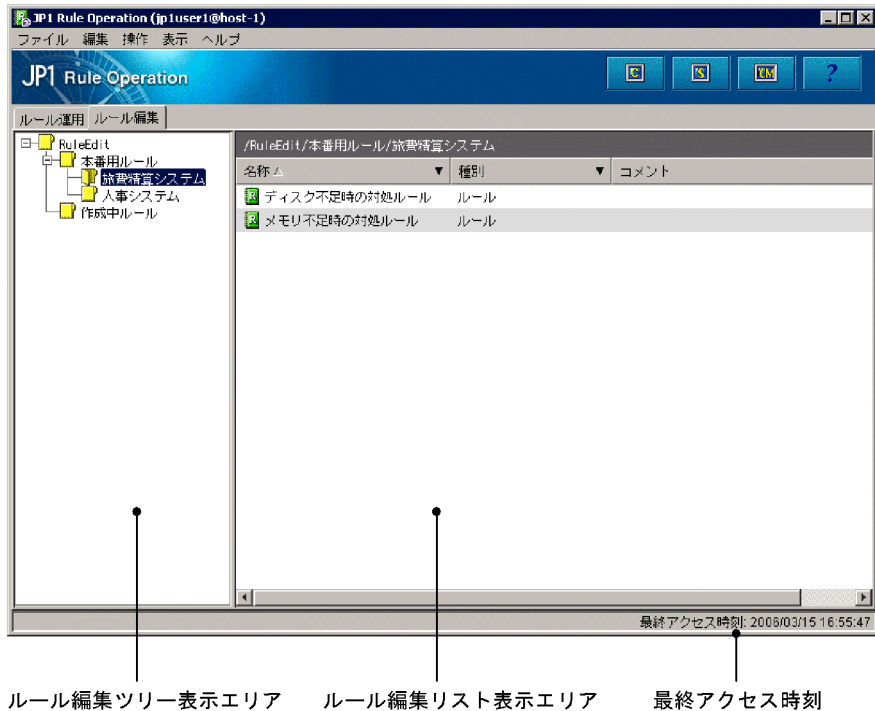 JP1 Rule Operation (jp1user1@host-1)
ファイル 編集 操作 表示 ヘルプ
JP1 Rule Operation
C S IM ?
ルール運用 ルール編集
RuleEdit
本番用ルール
旅費精算システム
人事システム
作成中ルール
/RuleEdit/本番用ルール/旅費精算システム
名称 △ ▼ 種別 ▼ コメント
R ディスク不足時の対処ルール ルール
R メモリ不足時の対処ルール ルール
最終アクセス時刻: 2006/03/15 16:55:47
ルール編集ツリー表示エリア ルール編集リスト表示エリア 最終アクセス時刻